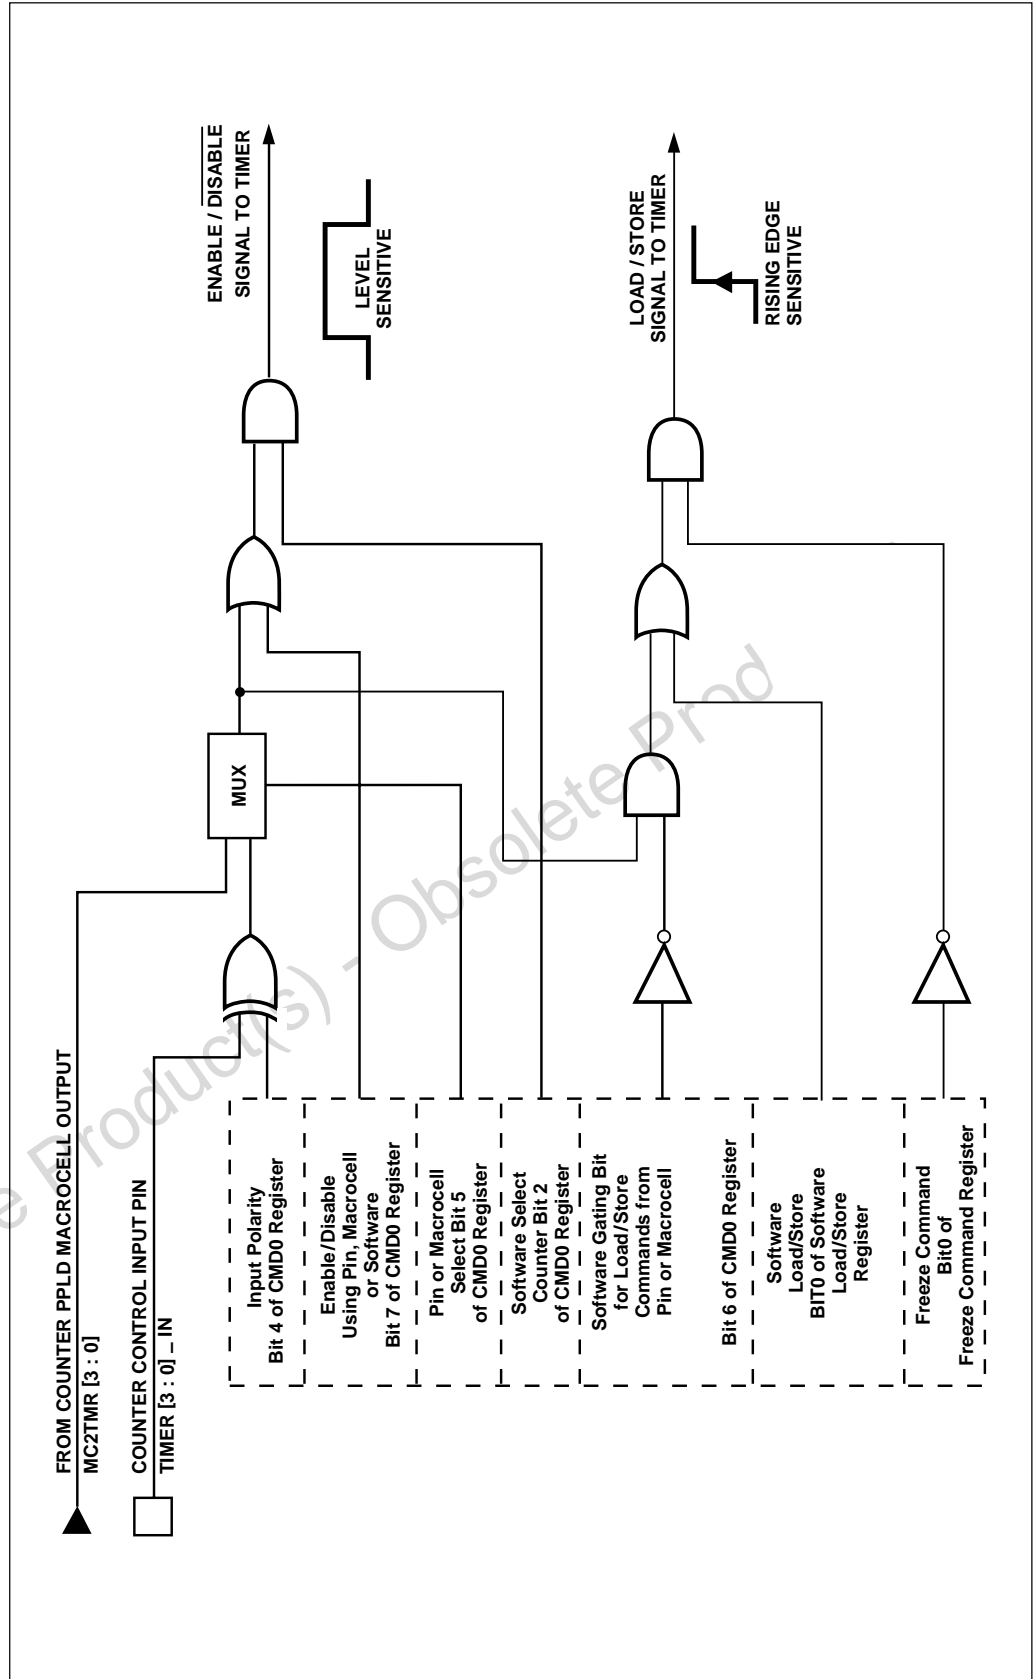 FROM COUNTER PPLD MACROCELL OUTPUT
MC2TMR [3 : 0]
COUNTER CONTROL INPUT PIN
TIMER [3 : 0] _ IN
Input Polarity
Bit 4 of CMD0 Register
Enable/Disable
Using Pin, Macrocell
or Software
Bit 7 of CMD0 Register
Pin or Macrocell
Select Bit 5
of CMD0 Register
Software Select
Counter Bit 2
of CMD0 Register
Software Gating Bit
for Load/Store
Commands from
Pin or Macrocell
Bit 6 of CMD0 Register
Software
Load/Store
BIT0 of Software
Load/Store
Register
Freeze Command
Bit0 of
Freeze Command Register
MUX
ENABLE / DISABLE
SIGNAL TO TIMER
LEVEL
SENSITIVE
LOAD / STORE
SIGNAL TO TIMER
RISING EDGE
SENSITIVE
e Product(s) - Obsolete Prod